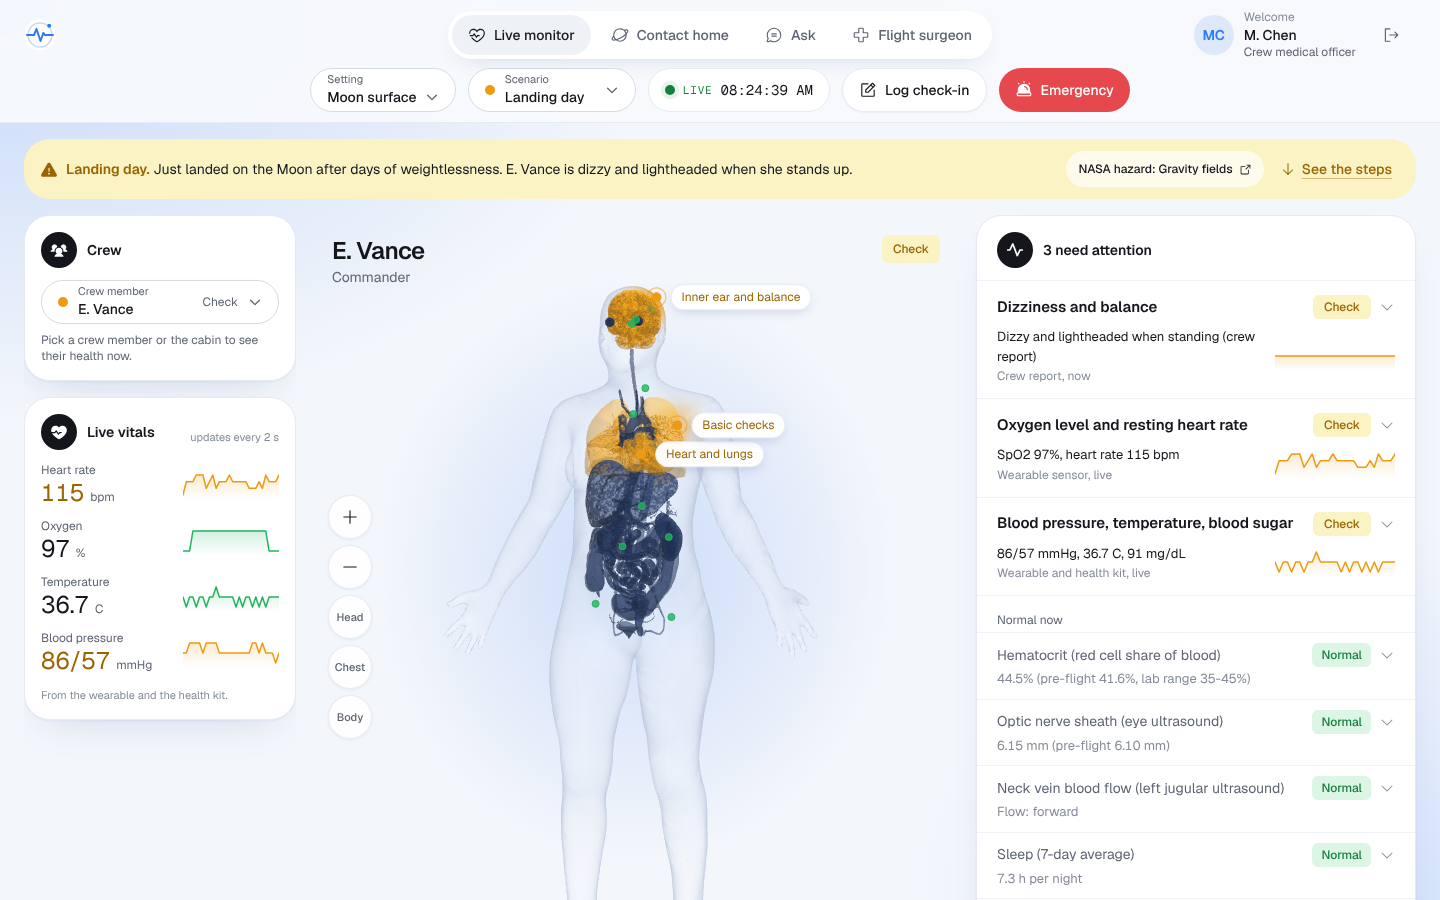 Live monitor
Contact home
Ask
Flight surgeon
MC
Welcome
M. Chen
Crew medical officer
Setting
Moon surface
Scenario
Landing day
LIVE 08:24:39 AM
Log check-in
Emergency
Landing day. Just landed on the Moon after days of weightlessness. E. Vance is dizzy and lightheaded when she stands up.
NASA hazard: Gravity fields
See the steps
Crew
Crew member
E. Vance
Check
Pick a crew member or the cabin to see
their health now.
Live vitals
updates every 2 s
Heart rate
115 bpm
Oxygen
97 %
Temperature
36.7 C
Blood pressure
86/57 mmHg
From the wearable and the health kit.
E. Vance
Commander
Check
Inner ear and balance
Basic checks
Heart and lungs
Head
Chest
Body
3 need attention
Dizziness and balance
Check
Dizzy and lightheaded when standing (crew
report)
Crew report, now
Oxygen level and resting heart rate
Check
SpO2 97%, heart rate 115 bpm
Wearable sensor, live
Blood pressure, temperature, blood sugar
Check
86/57 mmHg, 36.7 C, 91 mg/dL
Wearable and health kit, live
Normal now
Hematocrit (red cell share of blood)
Normal
44.5% (pre-flight 41.6%, lab range 35-45%)
Optic nerve sheath (eye ultrasound)
Normal
6.15 mm (pre-flight 6.10 mm)
Neck vein blood flow (left jugular ultrasound)
Normal
Flow: forward
Sleep (7-day average)
Normal
7.3 h per night